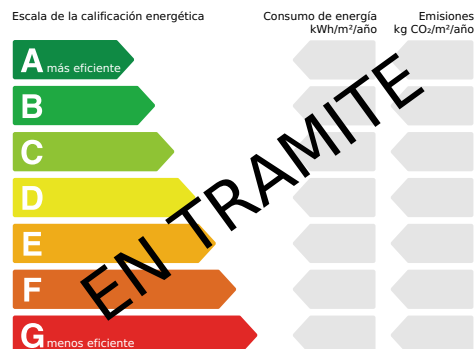 Escala de la calificación energética
Consumo de energía
kWh/m²/año
Emisiones
kg CO₂/m²/año
A más eficiente
B
C
D
E
F
G menos eficiente
EN TRAMITE